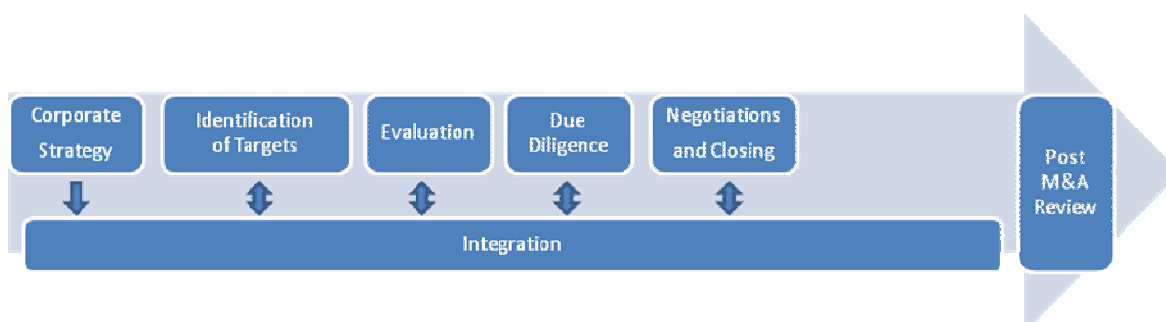 Corporate
Strategy
Identification
of Targets
Evaluation
Due
Diligence
Negotiations
and Closing
Post
M&A
Review
Integration